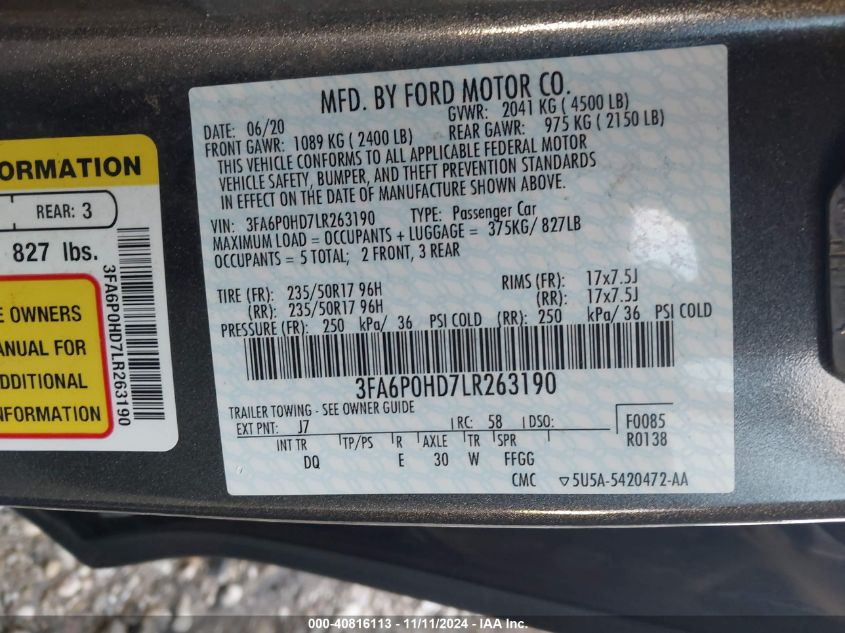 ORMATION
REAR: 3
827 lbs.
E OWNERS
ANUAL FOR
ADDITIONAL
INFORMATION
3FA6P0HD7LR263190
MFD. BY FORD MOTOR CO.
DATE: 06/20 GVWR: 2041 KG ( 4500 LB)
FRONT GAWR: 1089 KG ( 2400 LB) REAR GAWR: 975 KG ( 2150 LB)
THIS VEHICLE CONFORMS TO ALL APPLICABLE FEDERAL MOTOR
VEHICLE SAFETY, BUMPER, AND THEFT PREVENTION STANDARDS
IN EFFECT ON THE DATE OF MANUFACTURE SHOWN ABOVE.
VIN: 3FA6P0HD7LR263190 TYPE: Passenger Car
MAXIMUM LOAD = OCCUPANTS + LUGGAGE = 375KG/ 827LB
OCCUPANTS = 5 TOTAL; 2 FRONT, 3 REAR
TIRE (FR): 235/50R17 96H RIMS (FR): 17x7.5J
(RR): 235/50R17 96H (RR): 17x7.5J
PRESSURE (FR): 250 kPa/ 36 PSI COLD (RR): 250 kPa/ 36 PSI COLD
3FA6P0HD7LR263190
TRAILER TOWING - SEE OWNER GUIDE
EXT PNT: J7 RC: 58 DSO: F0085
R0138
INT TR TP/PS R AXLE TR SPR
DQ E 30 W FFGG
CMC ▽5U5A-5420472-AA
000-40816113 - 11/11/2024 - IAA Inc.